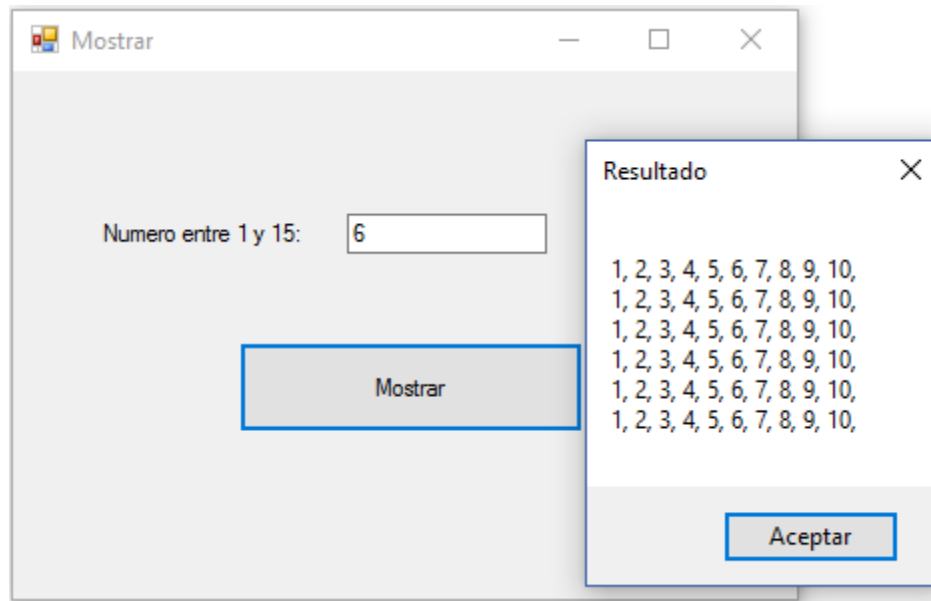 Mostrar
Numero entre 1 y 15:
6
Mostrar
Resultado
1, 2, 3, 4, 5, 6, 7, 8, 9, 10,
1, 2, 3, 4, 5, 6, 7, 8, 9, 10,
1, 2, 3, 4, 5, 6, 7, 8, 9, 10,
1, 2, 3, 4, 5, 6, 7, 8, 9, 10,
1, 2, 3, 4, 5, 6, 7, 8, 9, 10,
1, 2, 3, 4, 5, 6, 7, 8, 9, 10,
Aceptar